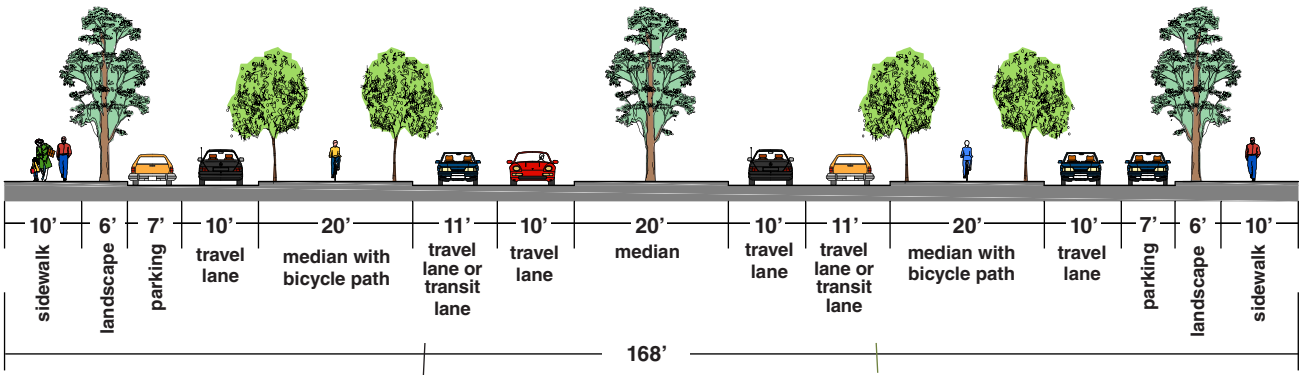 10’ 6’ 7’ 10’ 20’ 11’ 10’ 20’ 10’ 11’ 20’ 10’ 7’ 6’ 10’
sidewalk
landscape
parking
travel
lane
median with
bicycle path
travel
lane or
transit
lane
travel
lane
median
travel
lane
travel
lane or
transit
lane
median with
bicycle path
travel
lane
parking
landscape
sidewalk
168’